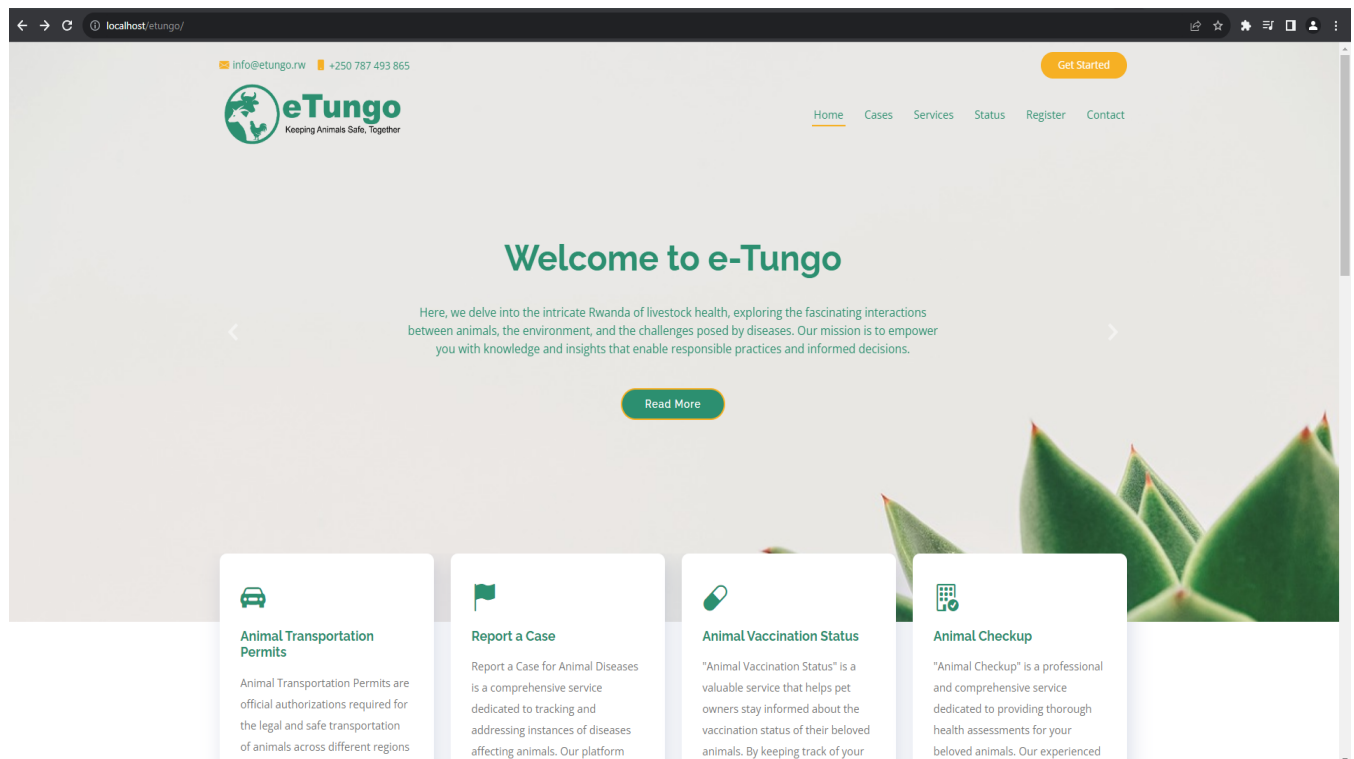 localhost/etungo/
info@etungo.rw +250 787 493 865
Get Started
eTungo
Keeping Animals Safe, Together
Home Cases Services Status Register Contact
Welcome to e-Tungo
Here, we delve into the intricate Rwanda of livestock health, exploring the fascinating interactions
between animals, the environment, and the challenges posed by diseases. Our mission is to empower
you with knowledge and insights that enable responsible practices and informed decisions.
Read More
Animal Transportation
Permits
Animal Transportation Permits are
official authorizations required for
the legal and safe transportation
of animals across different regions
Report a Case
Report a Case for Animal Diseases
is a comprehensive service
dedicated to tracking and
addressing instances of diseases
affecting animals. Our platform
Animal Vaccination Status
"Animal Vaccination Status" is a
valuable service that helps pet
owners stay informed about the
vaccination status of their beloved
animals. By keeping track of your
Animal Checkup
"Animal Checkup" is a professional
and comprehensive service
dedicated to providing thorough
health assessments for your
beloved animals. Our experienced